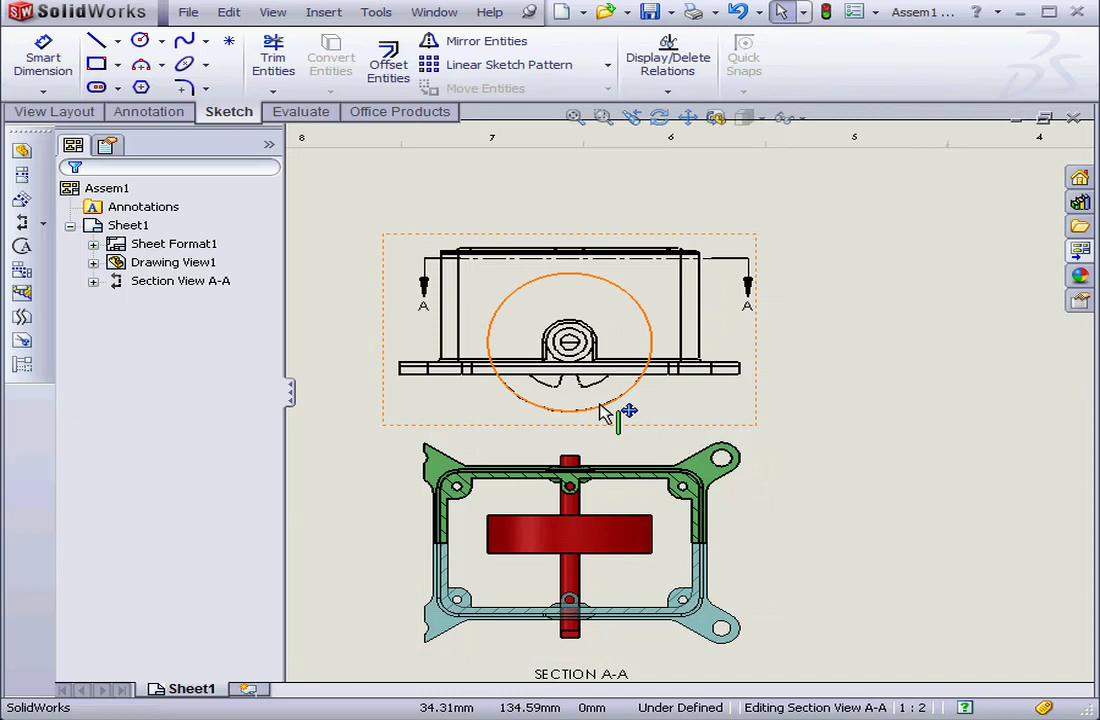 SW SolidWorks File Edit View Insert Tools Window Help Assem1 ...
Smart Dimension
Trim Entities
Convert Entities
Offset Entities
Mirror Entities
Linear Sketch Pattern
Move Entities
Display/Delete Relations
Quick Snaps
View Layout Annotation Sketch Evaluate Office Products
8 7 6 5 4
Assem1
A Annotations
Sheet1
Sheet Format1
Drawing View1
Section View A-A
A A
SECTION A-A
Sheet1
SolidWorks 34.31mm 134.59mm 0mm Under Defined Editing Section View A-A 1 : 2